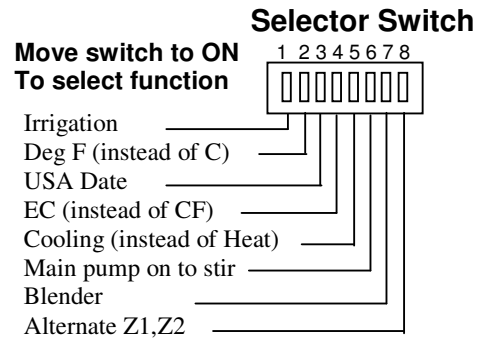 Selector Switch
Move switch to ON
To select function
1 2 3 4 5 6 7 8
Irrigation
Deg F (instead of C)
USA Date
EC (instead of CF)
Cooling (instead of Heat)
Main pump on to stir
Blender
Alternate Z1,Z2